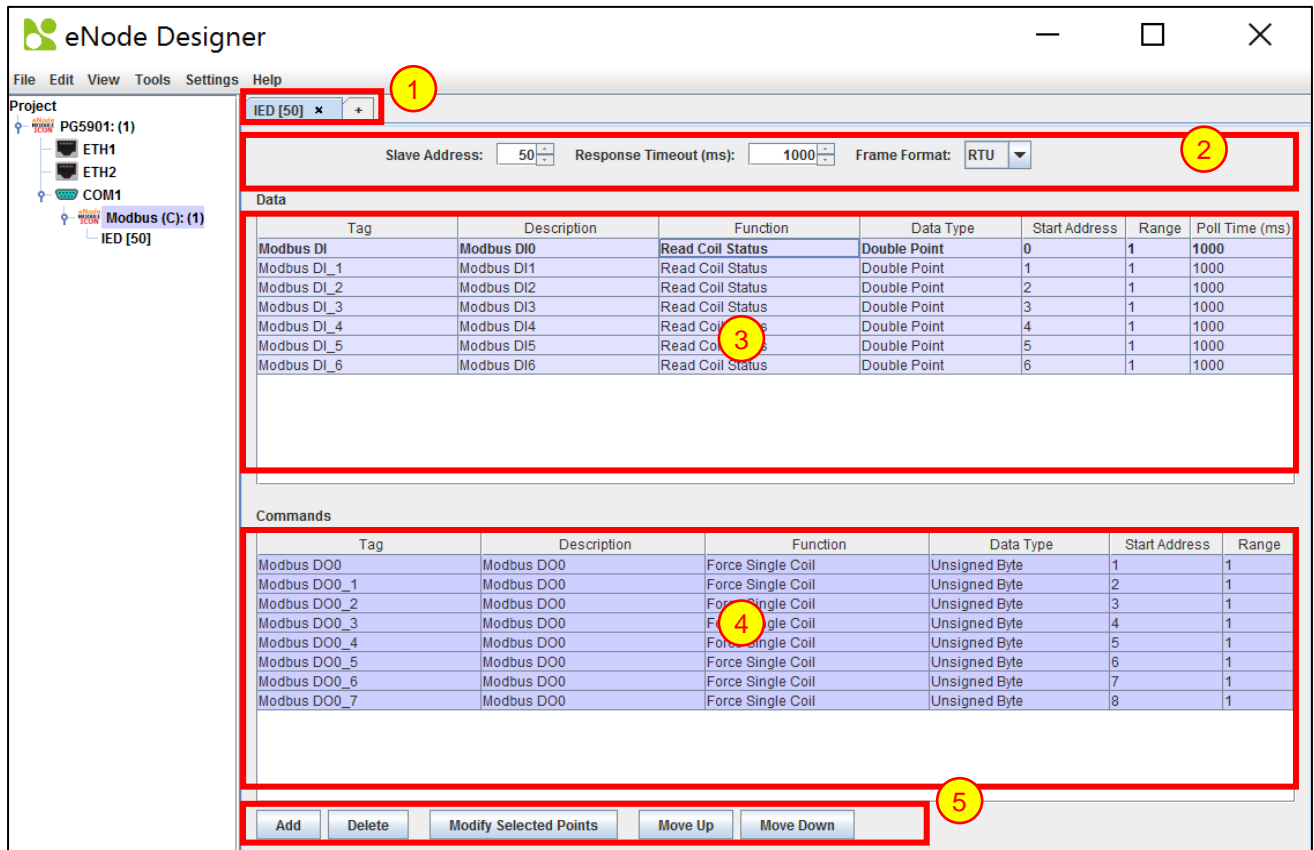 eNode Designer
File Edit View Tools Settings Help
1
Project
IED [50] × +
PG5901: (1)
ETH1
ETH2
COM1
Modbus (C): (1)
IED [50]
Slave Address: 50 Response Timeout (ms): 1000 Frame Format: RTU
2
Data
Tag Description Function Data Type Start Address Range Poll Time (ms)
Modbus DI Modbus DI0 Read Coil Status Double Point 0 1 1000
Modbus DI_1 Modbus DI1 Read Coil Status Double Point 1 1 1000
Modbus DI_2 Modbus DI2 Read Coil Status Double Point 2 1 1000
Modbus DI_3 Modbus DI3 Read Coil Status Double Point 3 1 1000
Modbus DI_4 Modbus DI4 Read Coil Status Double Point 4 1 1000
3
Modbus DI_5 Modbus DI5 Read Coil Status Double Point 5 1 1000
Modbus DI_6 Modbus DI6 Read Coil Status Double Point 6 1 1000
Commands
Tag Description Function Data Type Start Address Range
Modbus DO0 Modbus DO0 Force Single Coil Unsigned Byte 1 1
Modbus DO0_1 Modbus DO0 Force Single Coil Unsigned Byte 2 1
Modbus DO0_2 Modbus DO0 Force Single Coil Unsigned Byte 3 1
Modbus DO0_3 Modbus DO0 Force Single Coil Unsigned Byte 4 1
4
Modbus DO0_4 Modbus DO0 Force Single Coil Unsigned Byte 5 1
Modbus DO0_5 Modbus DO0 Force Single Coil Unsigned Byte 6 1
Modbus DO0_6 Modbus DO0 Force Single Coil Unsigned Byte 7 1
Modbus DO0_7 Modbus DO0 Force Single Coil Unsigned Byte 8 1
5
Add Delete Modify Selected Points Move Up Move Down